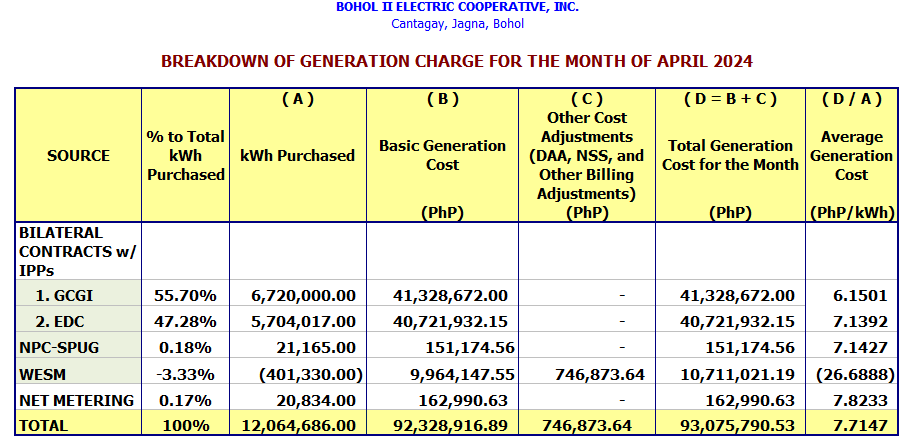 BOHOL II ELECTRIC COOPERATIVE, INC.
Cantagay, Jagna, Bohol
BREAKDOWN OF GENERATION CHARGE FOR THE MONTH OF APRIL 2024
SOURCE
% to Total
kWh
Purchased
( A )
kWh Purchased
( B )
Basic Generation
Cost
(PhP)
( C )
Other Cost
Adjustments
(DAA, NSS, and
Other Billing
Adjustments)
(PhP)
( D = B + C )
Total Generation
Cost for the Month
(PhP)
( D / A )
Average
Generation
Cost
(PhP/kWh)
BILATERAL
CONTRACTS w/
IPPs
1. GCGI 55.70% 6,720,000.00 41,328,672.00 - 41,328,672.00 6.1501
2. EDC 47.28% 5,704,017.00 40,721,932.15 - 40,721,932.15 7.1392
NPC-SPUG 0.18% 21,165.00 151,174.56 - 151,174.56 7.1427
WESM -3.33% (401,330.00) 9,964,147.55 746,873.64 10,711,021.19 (26.6888)
NET METERING 0.17% 20,834.00 162,990.63 - 162,990.63 7.8233
TOTAL 100% 12,064,686.00 92,328,916.89 746,873.64 93,075,790.53 7.7147